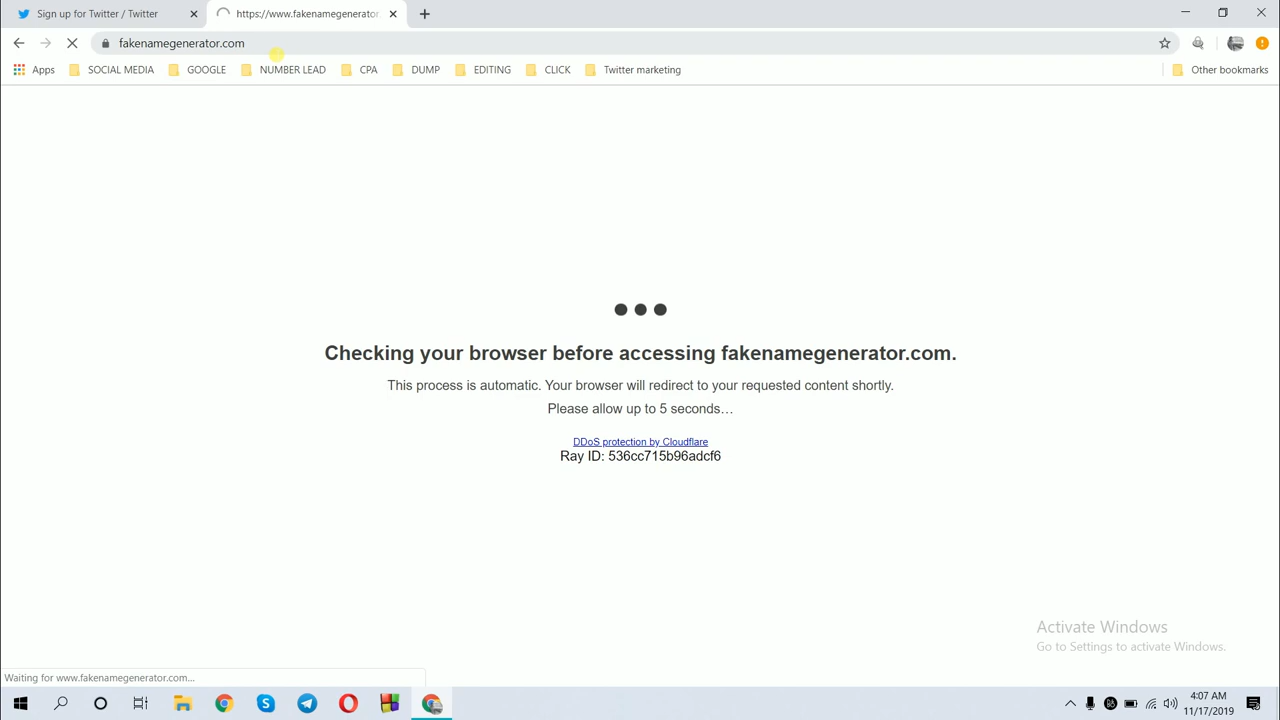 Sign up for Twitter / Twitter
https://www.fakenamegenerator
fakenamegenerator.com
Apps
SOCIAL MEDIA
GOOGLE
NUMBER LEAD
CPA
DUMP
EDITING
CLICK
Twitter marketing
Other bookmarks
Checking your browser before accessing fakenamegenerator.com.
This process is automatic. Your browser will redirect to your requested content shortly.
Please allow up to 5 seconds…
DDoS protection by Cloudflare
Ray ID: 536cc715b96adcf6
Activate Windows
Go to Settings to activate Windows.
Waiting for www.fakenamegenerator.com...
4:07 AM
11/17/2019